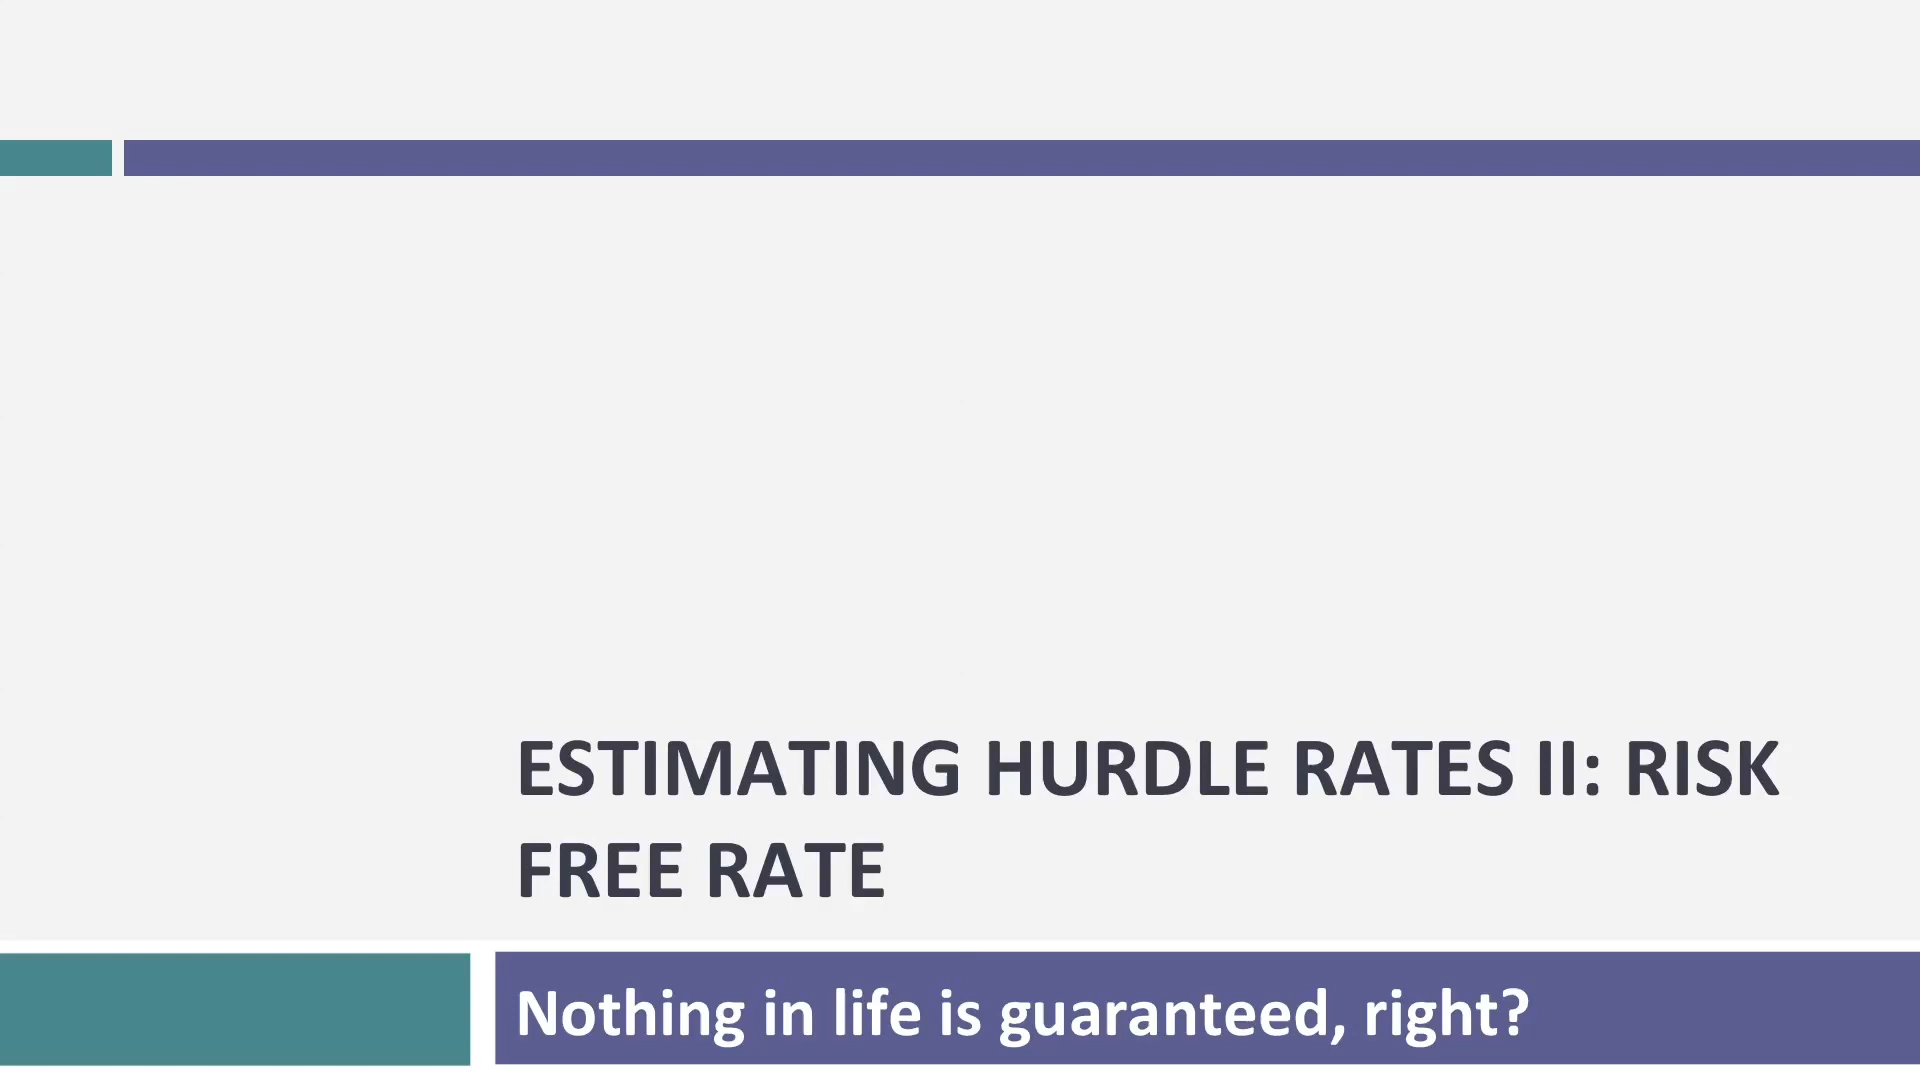 ESTIMATING HURDLE RATES II: RISK
FREE RATE
Nothing in life is guaranteed, right?